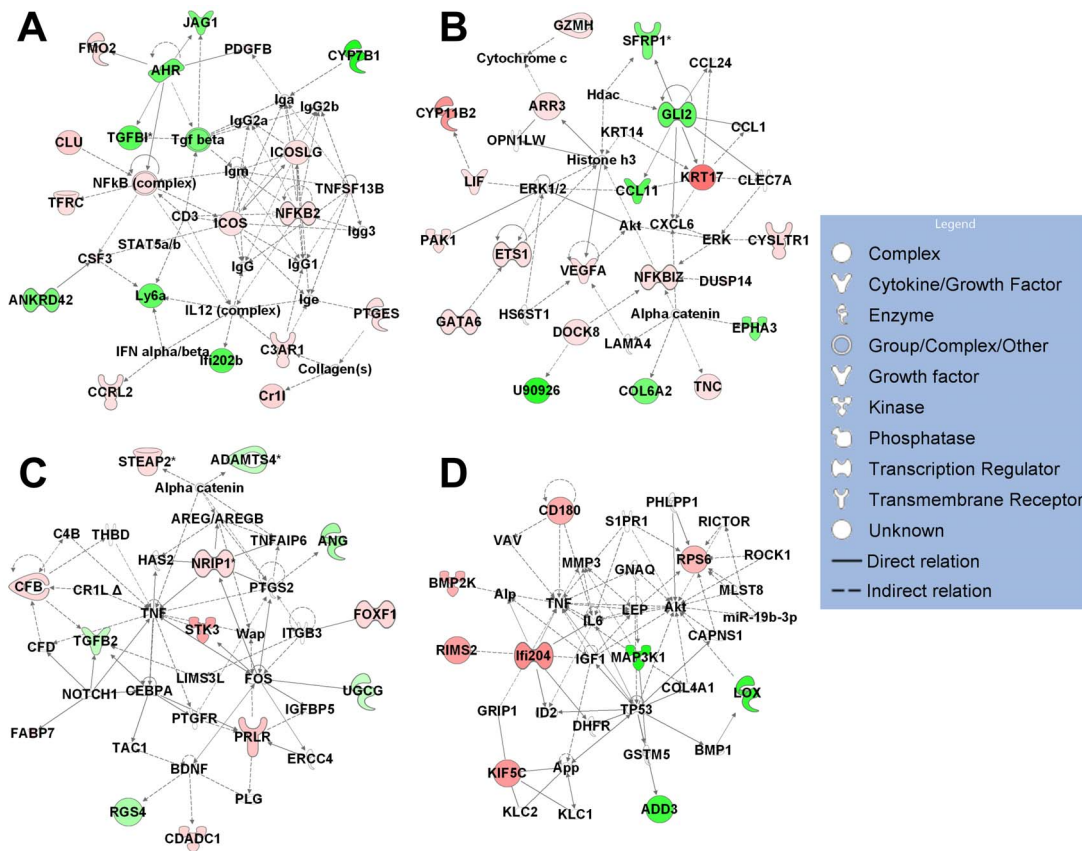 A
JAG1
FMO2
PDGFB
AHR
CYP7B1
Iga
IgG2b
IgG2a
TGFBI*
Tgf beta
CLU
ICOSLG
Igm
NFkB (complex)
TNFSF13B
TFRC
CD3
ICOS
NFKB2
Igg3
STAT5a/b
CSF3
IgG
IgG1
ANKRD42
Ly6a
Ige
IL12 (complex)
PTGES
IFN alpha/beta
Ifi202b
C3AR1
Collagen(s)
CCRL2
Cr1l
B
GZMH
SFRP1*
Cytochrome c
CCL24
CYP11B2
ARR3
Hdac
GLI2
OPN1LW
KRT14
CCL1
Histone h3
LIF
ERK1/2
CCL11
KRT17
CLEC7A
PAK1
Akt
CXCL6
ERK
CYSLTR1
ETS1
VEGFA
NFKBIZ
DUSP14
GATA6
HS6ST1
DOCK8
Alpha catenin
LAMA4
EPHA3
U90926
COL6A2
TNC
Legend
Complex
Cytokine/Growth Factor
Enzyme
Group/Complex/Other
Growth factor
Kinase
Phosphatase
Transcription Regulator
Transmembrane Receptor
Unknown
Direct relation
Indirect relation
C
STEAP2*
ADAMTS4*
Alpha catenin
AREG/AREGB
C4B
THBD
TNFAIP6
ANG
HAS2
NRIP1*
CFB
CR1L Δ
PTGS2
TNF
FOXF1
STK3
Wap
ITGB3
CFD
TGFB2
LIMS3L
FOS
NOTCH1
CEBPA
UGCG
PTGFR
IGFBP5
FABP7
PRLR
TAC1
ERCC4
BDNF
PLG
RGS4
CDADC1
D
CD180
PHLPP1
S1PR1
RICTOR
VAV
MMP3
RPS6
ROCK1
GNAQ
BMP2K
Alp
MLST8
TNF
LEP
Akt
miR-19b-3p
IL6
CAPNS1
RIMS2
Ifi204
IGF1
MAP3K1
COL4A1
LOX
GRIP1
ID2
TP53
DHFR
GSTM5
BMP1
KIF5C
App
KLC2
KLC1
ADD3